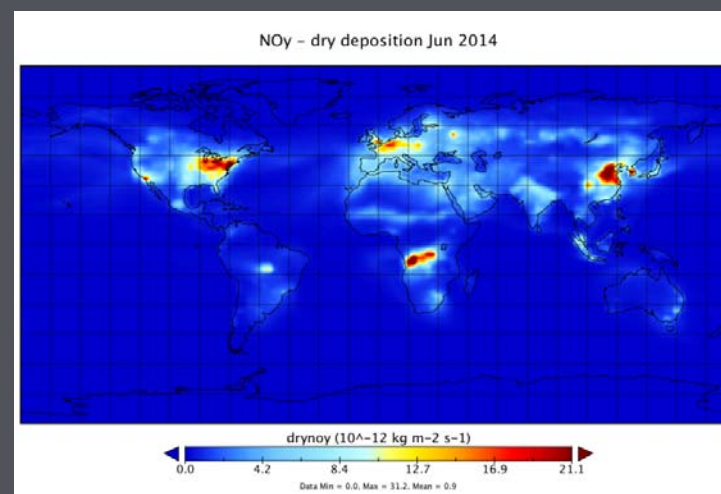 NOy – dry deposition Jun 2014
drynoy (10^-12 kg m-2 s-1)
0.0 4.2 8.4 12.7 16.9 21.1
Data Min = 0.0, Max = 31.2, Mean = 0.9